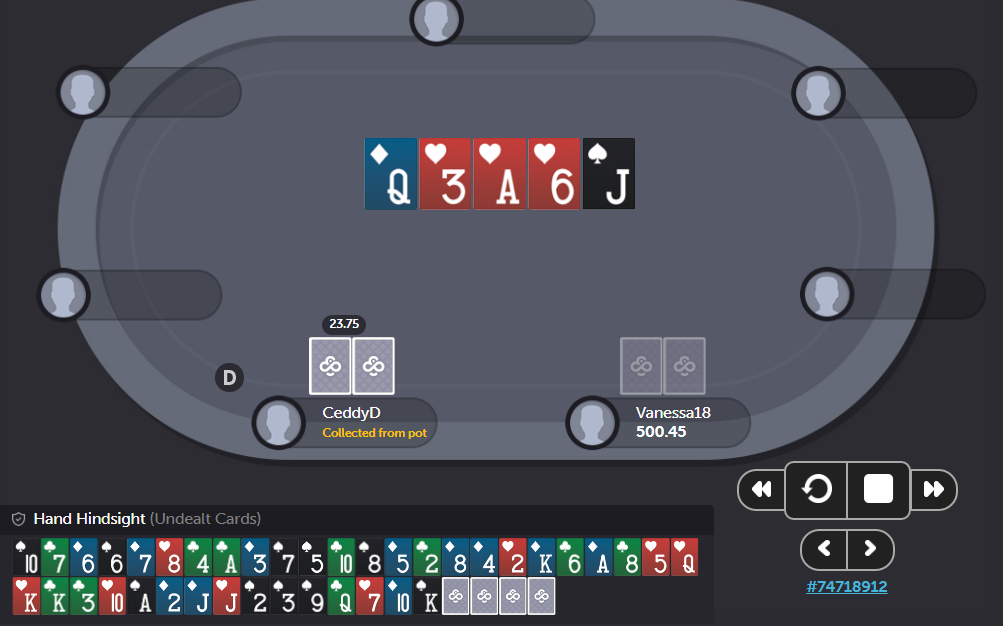 Q 3 A 6 J
23.75
D
CeddyD
Collected from pot
Vanessa18
500.45
Hand Hindsight (Undealt Cards)
10 7 6 6 7 8 4 A 3 7 5 10 8 5 2 8 4 2 K 6 A 8 5 Q
K K 3 10 A 2 J J 2 3 9 Q 7 10 K
#74718912